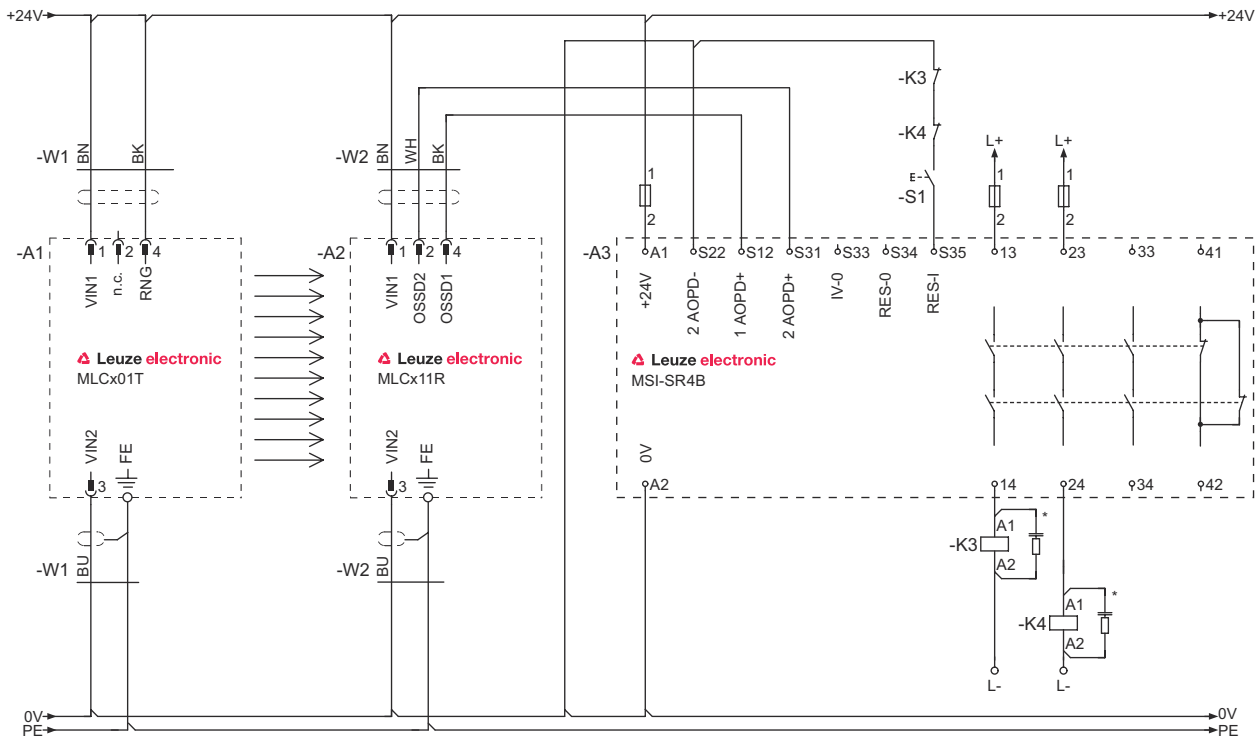 +24V
+24V
-K3
-K4
L+
L+
-W1
BN
BK
-W2
BN
WH
BK
E
-S1
1
2
1
2
1
2
-A1
1
2
4
-A2
1
2
4
-A3
A1
S22
S12
S31
S33
S34
S35
13
23
33
41
VIN1
n.c.
RNG
VIN1
OSSD2
OSSD1
+24V
2 AOPD-
1 AOPD+
2 AOPD+
IV-0
RES-0
RES-I
Leuze electronic
MLCx01T
Leuze electronic
MLCx11R
Leuze electronic
MSI-SR4B
VIN2
FE
VIN2
FE
0V
3
3
A2
14
24
34
42
-W1
BU
-W2
BU
-K3
A1
A2
*
-K4
A1
A2
*
L-
L-
0V
0V
PE
PE